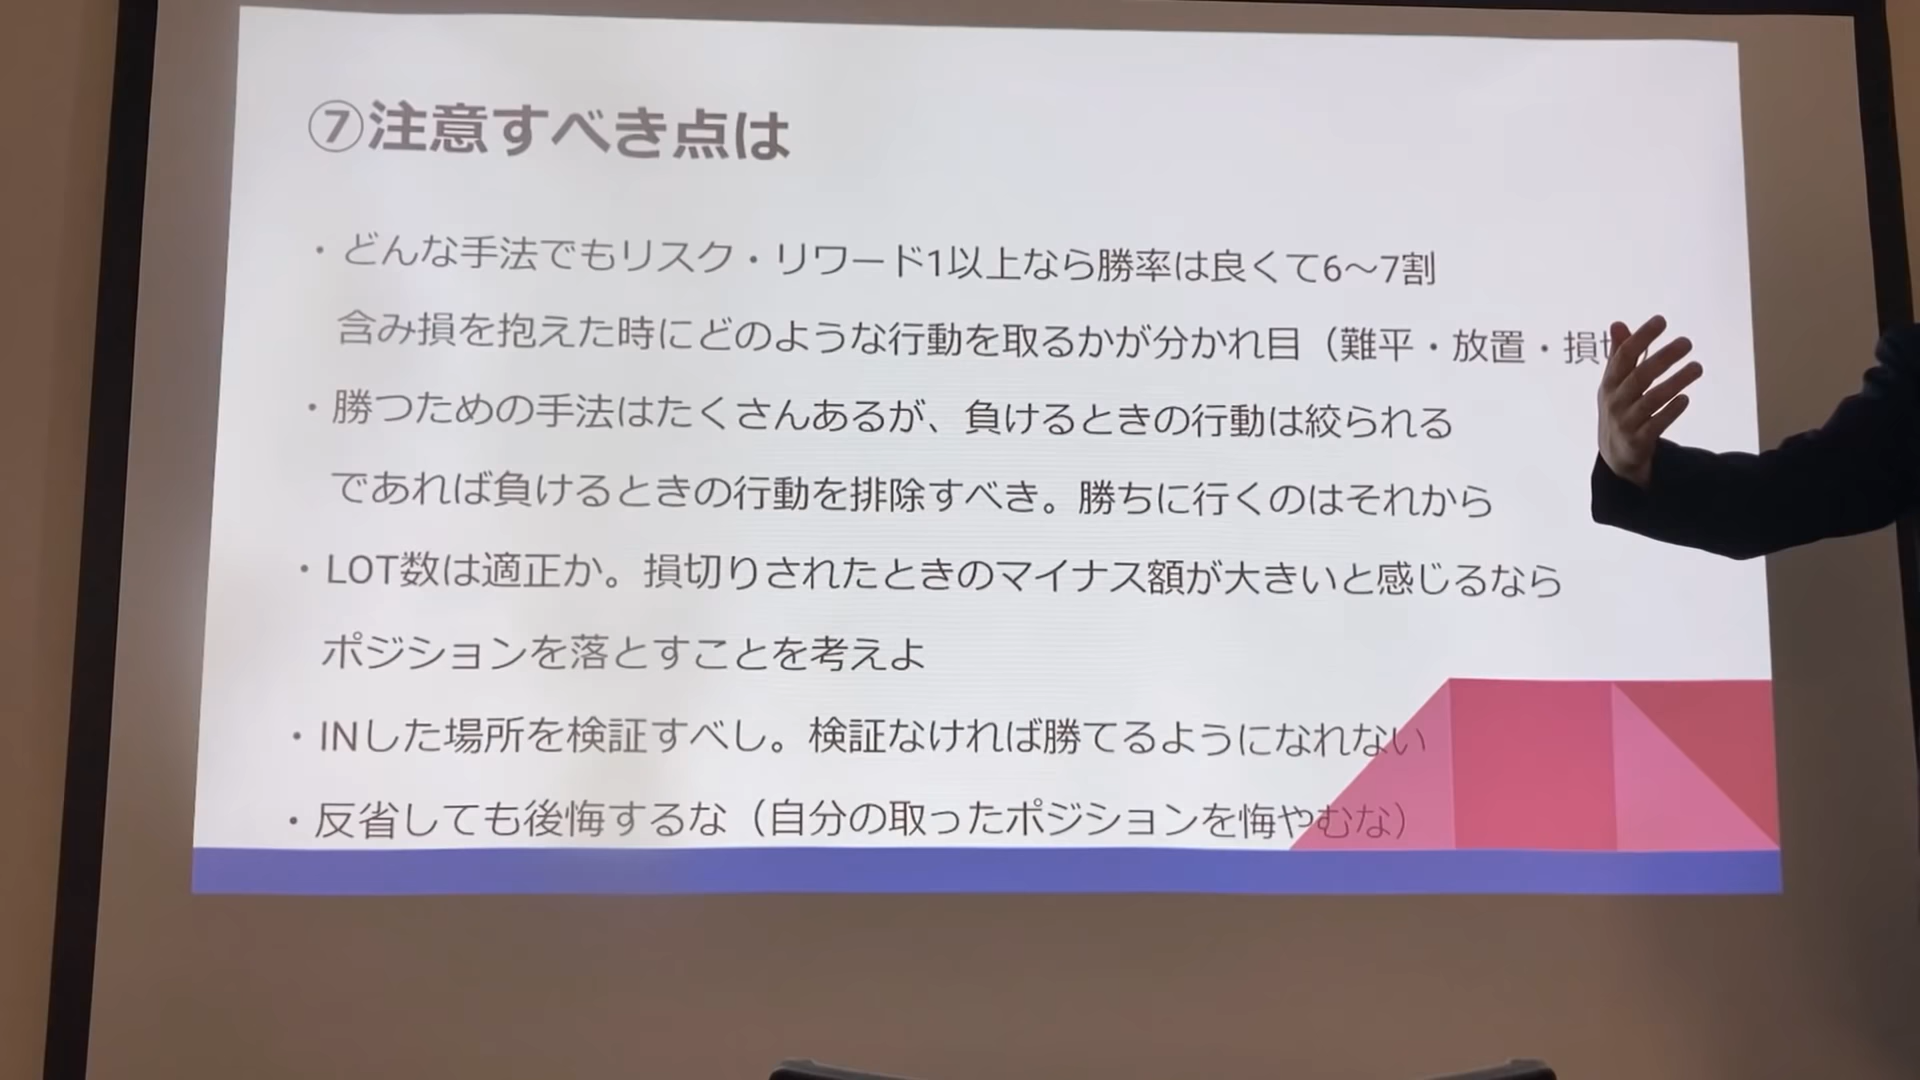 ⑦注意すべき点は
・どんな手法でもリスク・リワード1以上なら勝率は良くて6～7割
含み損を抱えた時にどのような行動を取るかが分かれ目（難平・放置・損切
・勝つための手法はたくさんあるが、負けるときの行動は絞られる
であれば負けるときの行動を排除すべき。勝ちに行くのはそれから
・LOT数は適正か。損切りされたときのマイナス額が大きいと感じるなら
ポジションを落とすことを考えよ
・INした場所を検証すべし。検証なければ勝てるようになれない
・反省しても後悔するな（自分の取ったポジションを悔やむな）